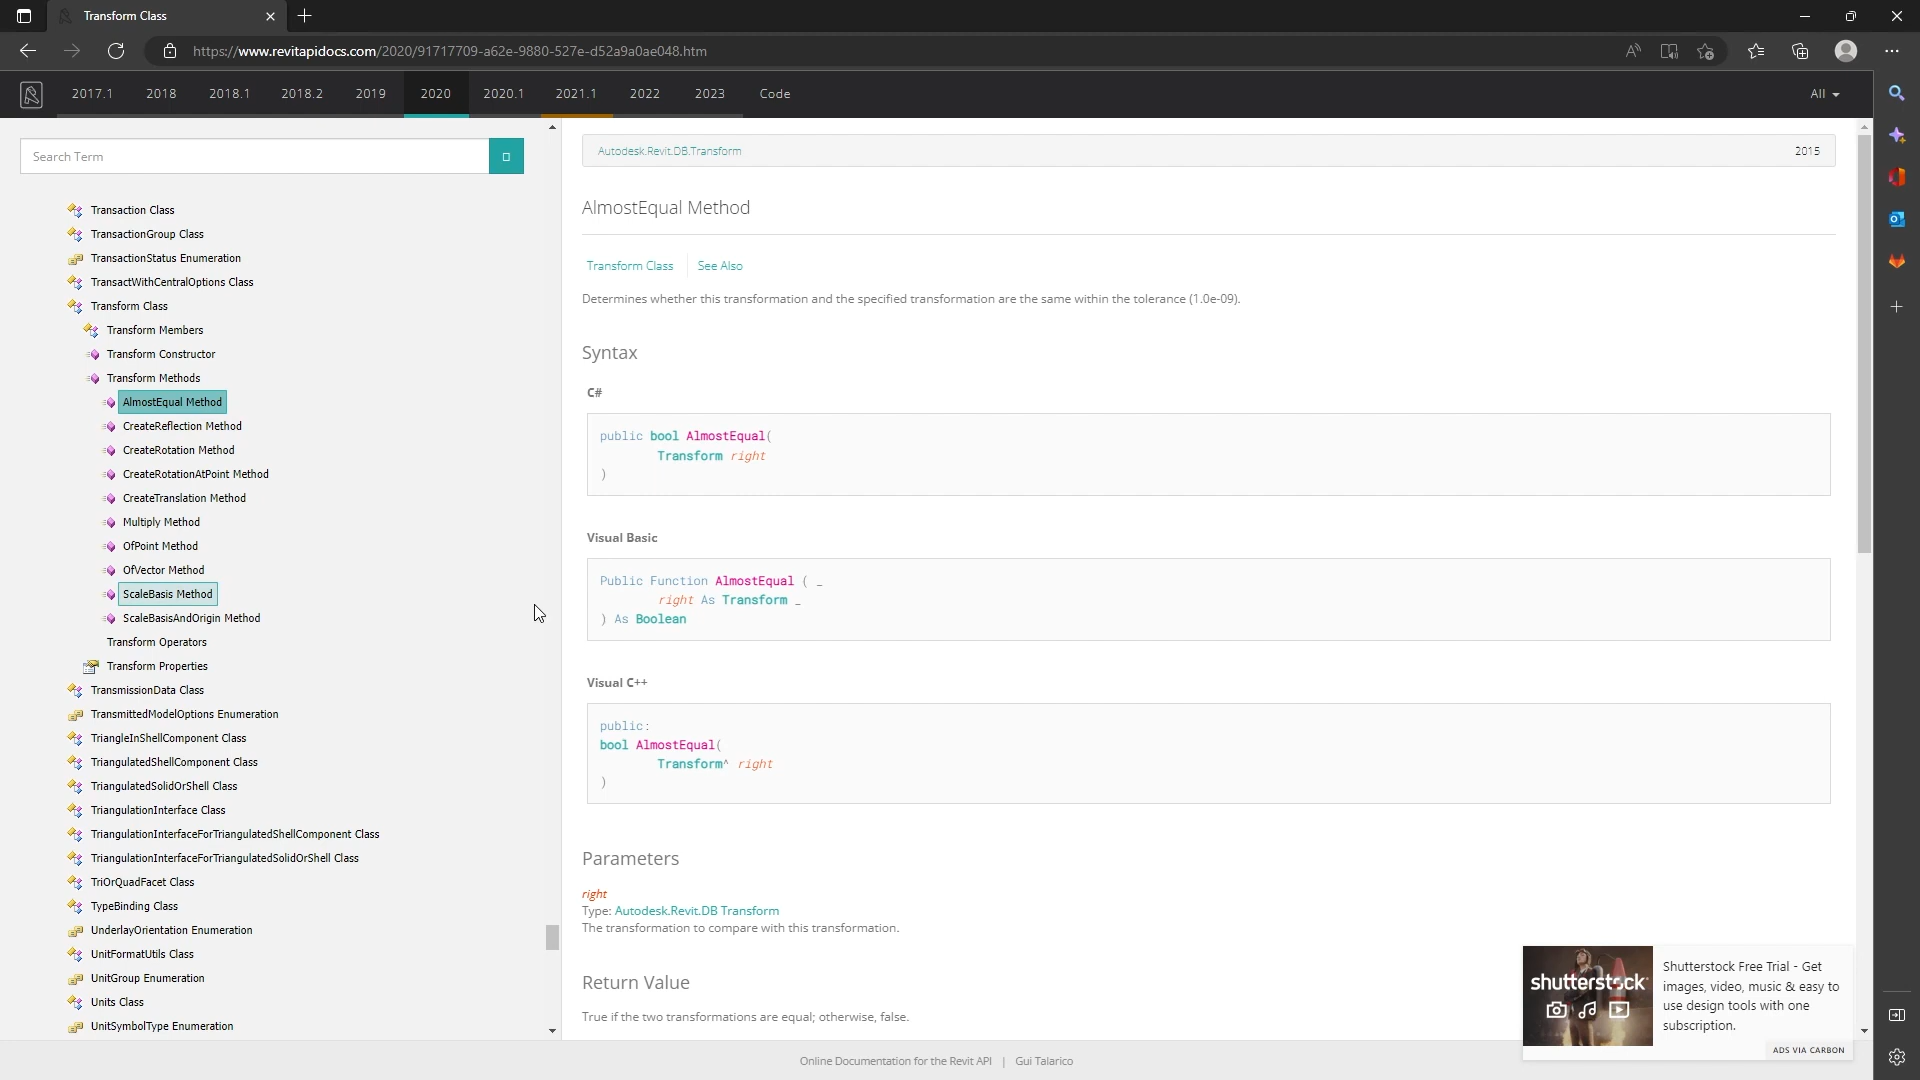 Transform Class
https://www.revitapidocs.com/2020/91717709-a62e-9880-527e-d52a9a0ae048.htm
2017.1 2018 2018.1 2018.2 2019 2020 2020.1 2021.1 2022 2023 Code All
Search Term
Transaction Class
TransactionGroup Class
TransactionStatus Enumeration
TransactWithCentralOptions Class
Transform Class
Transform Members
Transform Constructor
Transform Methods
AlmostEqual Method
CreateReflection Method
CreateRotation Method
CreateRotationAtPoint Method
CreateTranslation Method
Multiply Method
OfPoint Method
OfVector Method
ScaleBasis Method
ScaleBasisAndOrigin Method
Transform Operators
Transform Properties
TransmissionData Class
TransmittedModelOptions Enumeration
TriangleInShellComponent Class
TriangulatedShellComponent Class
TriangulatedSolidOrShell Class
TriangulationInterface Class
TriangulationInterfaceForTriangulatedShellComponent Class
TriangulationInterfaceForTriangulatedSolidOrShell Class
TriOrQuadFacet Class
TypeBinding Class
UnderlayOrientation Enumeration
UnitFormatUtils Class
UnitGroup Enumeration
Units Class
UnitSymbolType Enumeration
Autodesk.Revit.DB.Transform 2015
AlmostEqual Method
Transform Class See Also
Determines whether this transformation and the specified transformation are the same within the tolerance (1.0e-09).
Syntax
C#
public bool AlmostEqual(
Transform right
)
Visual Basic
Public Function AlmostEqual ( _
right As Transform _
) As Boolean
Visual C++
public:
bool AlmostEqual(
Transform^ right
)
Parameters
right
Type: Autodesk.Revit.DB Transform
The transformation to compare with this transformation.
Return Value
True if the two transformations are equal; otherwise, false.
shutterstock
Shutterstock Free Trial - Get
images, video, music & easy to
use design tools with one
subscription.
ADS VIA CARBON
Online Documentation for the Revit API | Gui Talarico